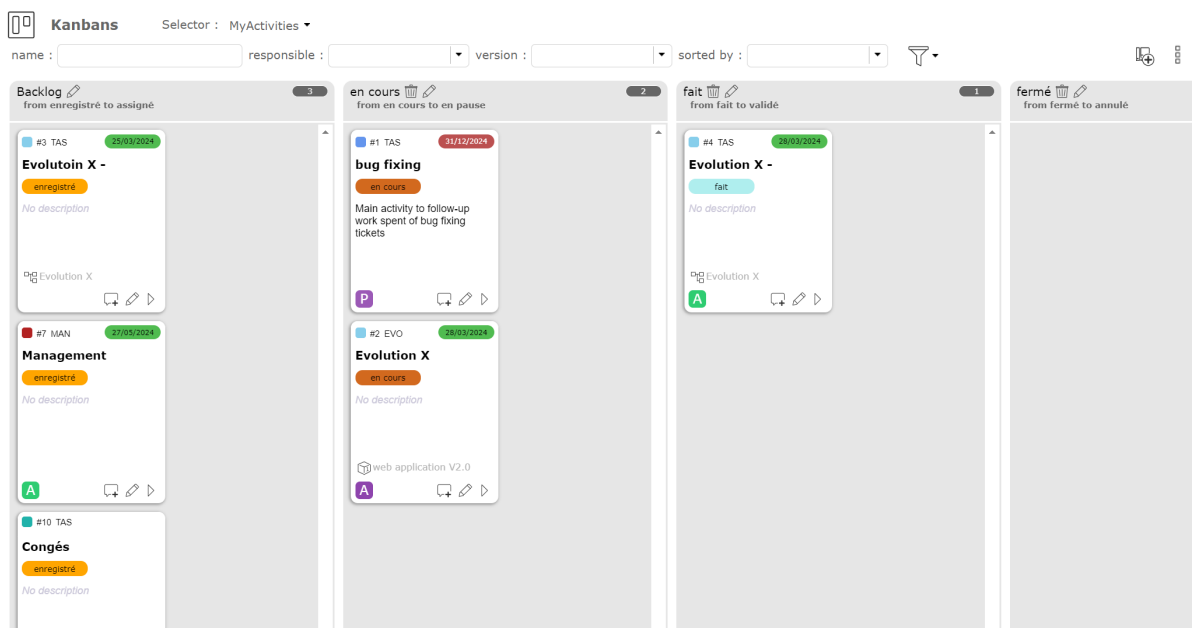 Kanbans Selector : MyActivities
name : responsible : version : sorted by :
Backlog 3
from enregistré to assigné
#3 TAS 25/03/2024
Evolutoin X -
enregistré
No description
Evolution X
#7 MAN 27/05/2024
Management
enregistré
No description
A
#10 TAS
Congés
enregistré
No description
en cours 2
from en cours to en pause
#1 TAS 31/12/2024
bug fixing
en cours
Main activity to follow-up
work spent of bug fixing
tickets
P
#2 EVO 28/03/2024
Evolution X
en cours
No description
web application V2.0
A
fait 1
from fait to validé
#4 TAS 28/03/2024
Evolution X -
fait
No description
Evolution X
A
fermé
from fermé to annulé